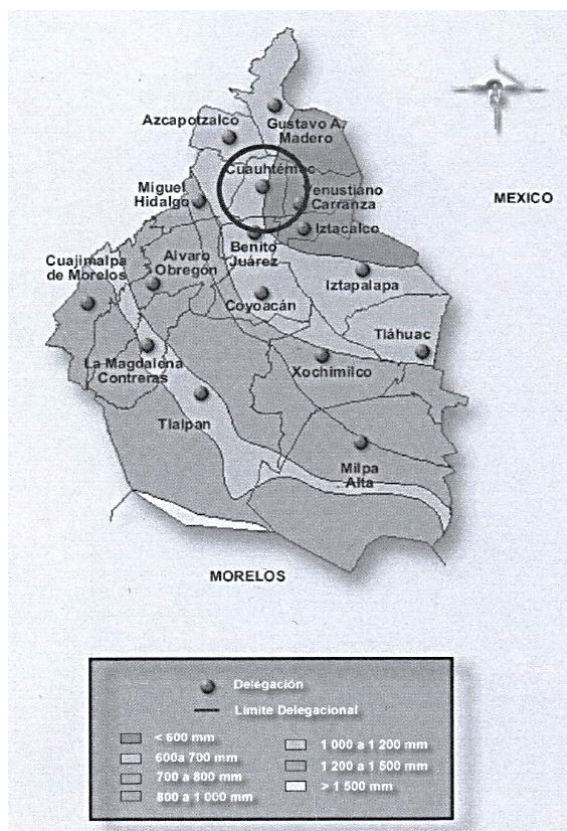 Azcapotzalco
Gustavo A.
Madero
Cuauhtémoc
Miguel
Hidalgo
Venustiano
Carranza
MEXICO
Iztacalco
Benito
Juárez
Alvaro
Obregón
Cuajimalpa
de Morelos
Iztapalapa
Coyoacán
Tláhuac
La Magdalena
Contreras
Xochimilco
Tlalpan
Milpa
Alta
MORELOS
Delegación
Limite Delegacional
< 600 mm
600a 700 mm
700 a 800 mm
800 a 1 000 mm
1 000 a 1 200 mm
1 200 a 1 500 mm
> 1 500 mm